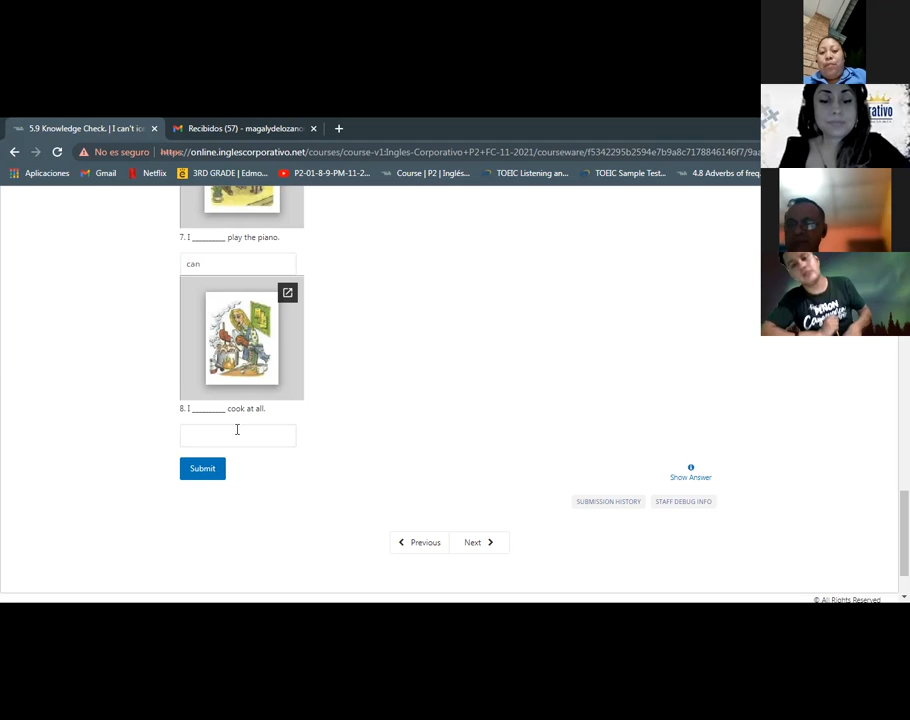 5.9 Knowledge Check. | I can't ic
Recibidos (57) - magalydelozano
No es seguro
https://online.inglescorporativo.net/courses/course-v1:Ingles-Corporativo+P2+FC-11-2021/courseware/f5342295b2594e7b9a8c7178846146f7/9aa
Aplicaciones
Gmail
Netflix
3RD GRADE | Edmo...
P2-01-8-9-PM-11-2...
Course | P2 | Inglés...
TOEIC Listening an...
TOEIC Sample Test...
4.8 Adverbs of freq
7. I ________ play the piano.
can
8. I ________ cook at all.
Submit
Show Answer
SUBMISSION HISTORY
STAFF DEBUG INFO
Previous
Next
© All Rights Reserved
rativo